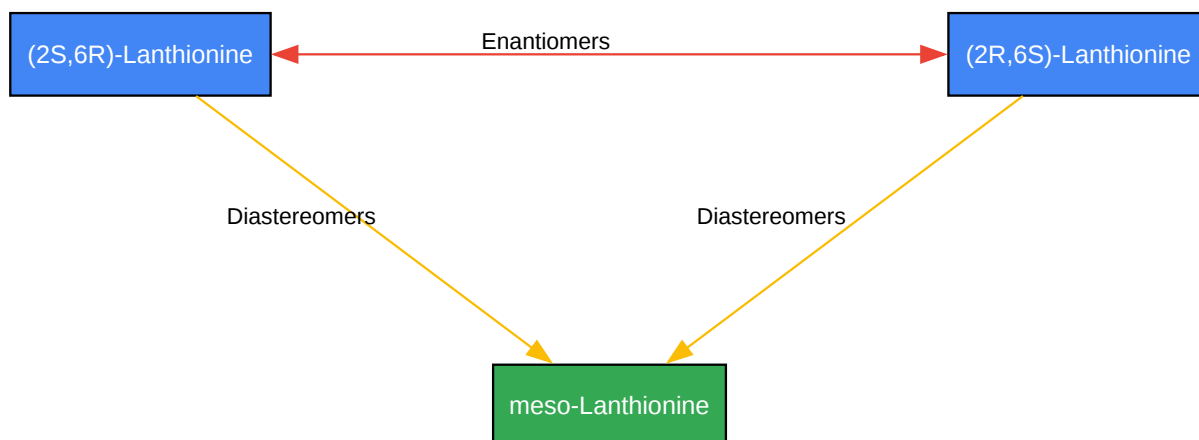 Enantiomers
(2S,6R)-Lanthionine
(2R,6S)-Lanthionine
Diastereomers
Diastereomers
meso-Lanthionine